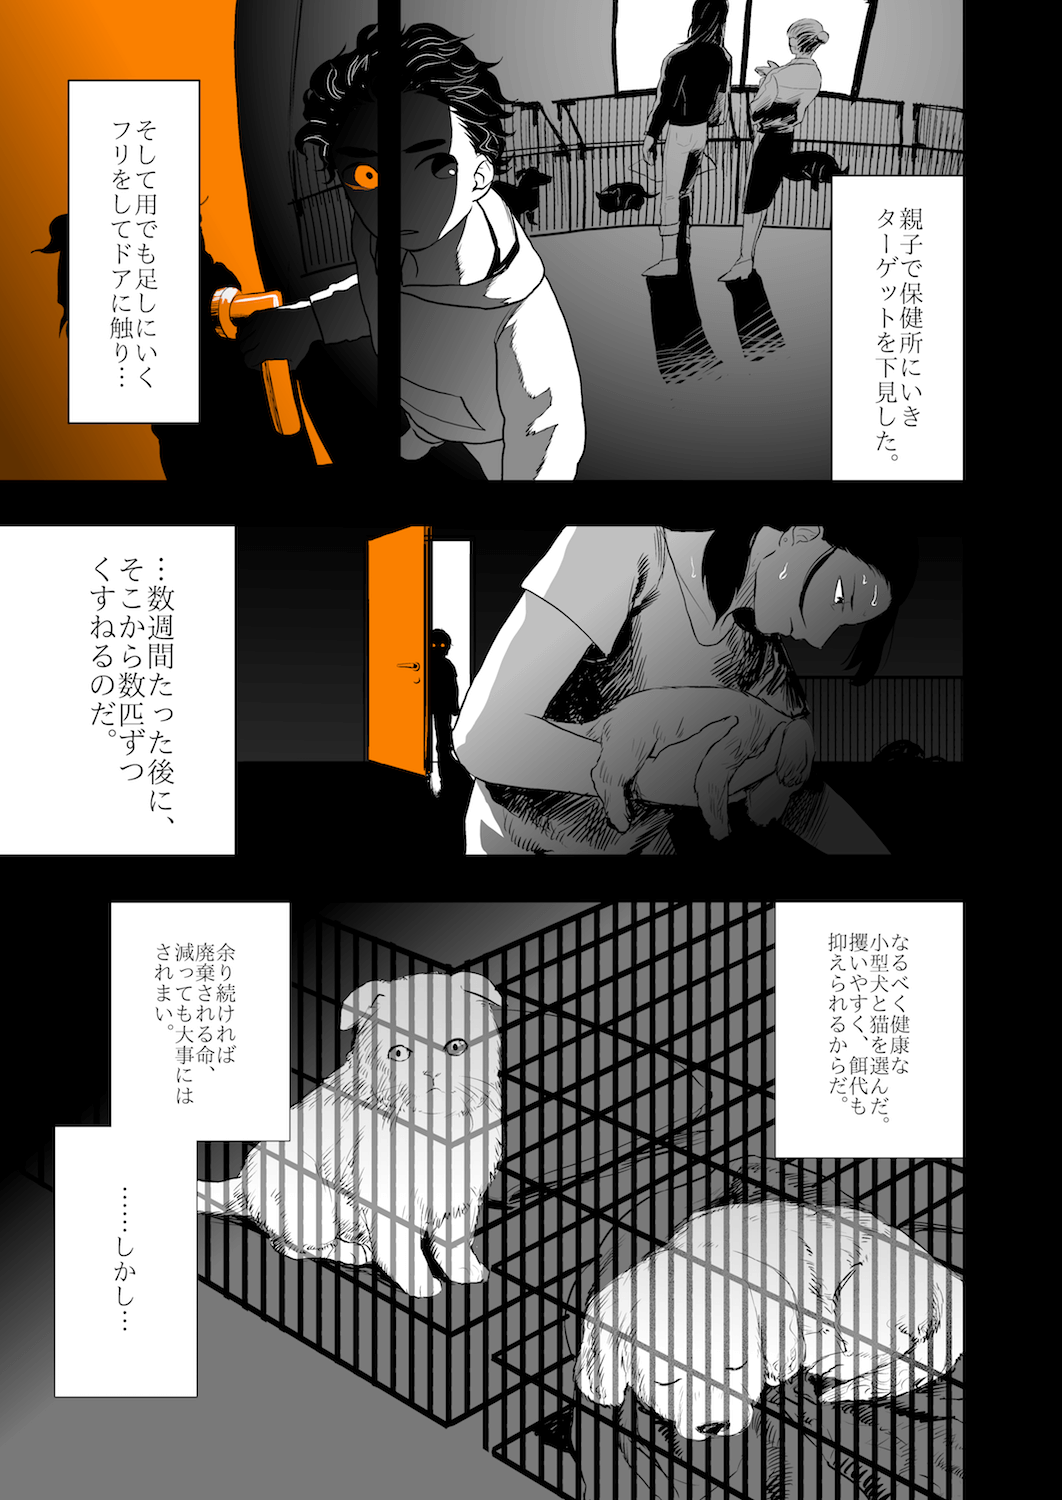 親子で保健所にいき
ターゲットを下見した。
そして用でも足しにいく
フリをしてドアに触り…
…数週間たった後に、
そこから数匹ずつ
くすねるのだ。
なるべく健康な
小型犬と猫を選んだ。
攫いやすく、餌代も
抑えられるからだ。
余り続ければ
廃棄される命、
減っても大事には
されまい。
……しかし…